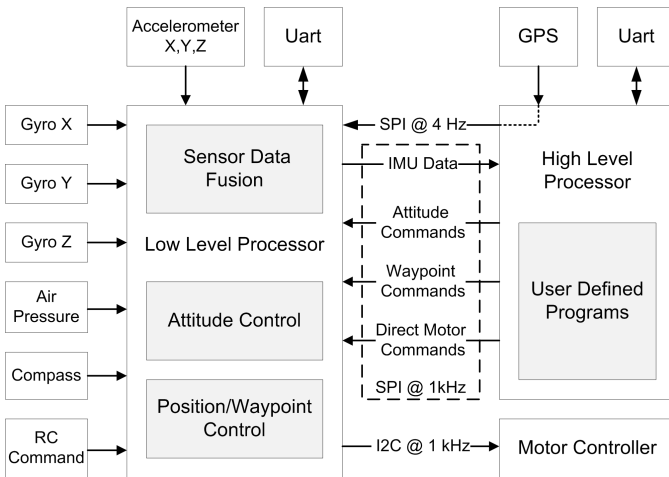 Accelerometer
X,Y,Z
Uart
GPS
Uart
Gyro X
Gyro Y
Gyro Z
Air
Pressure
Compass
RC
Command
Sensor Data
Fusion
Low Level Processor
Attitude Control
Position/Waypoint
Control
SPI @ 4 Hz
IMU Data
Attitude
Commands
Waypoint
Commands
Direct Motor
Commands
SPI @ 1kHz
I2C @ 1 kHz
High Level
Processor
User Defined
Programs
Motor Controller